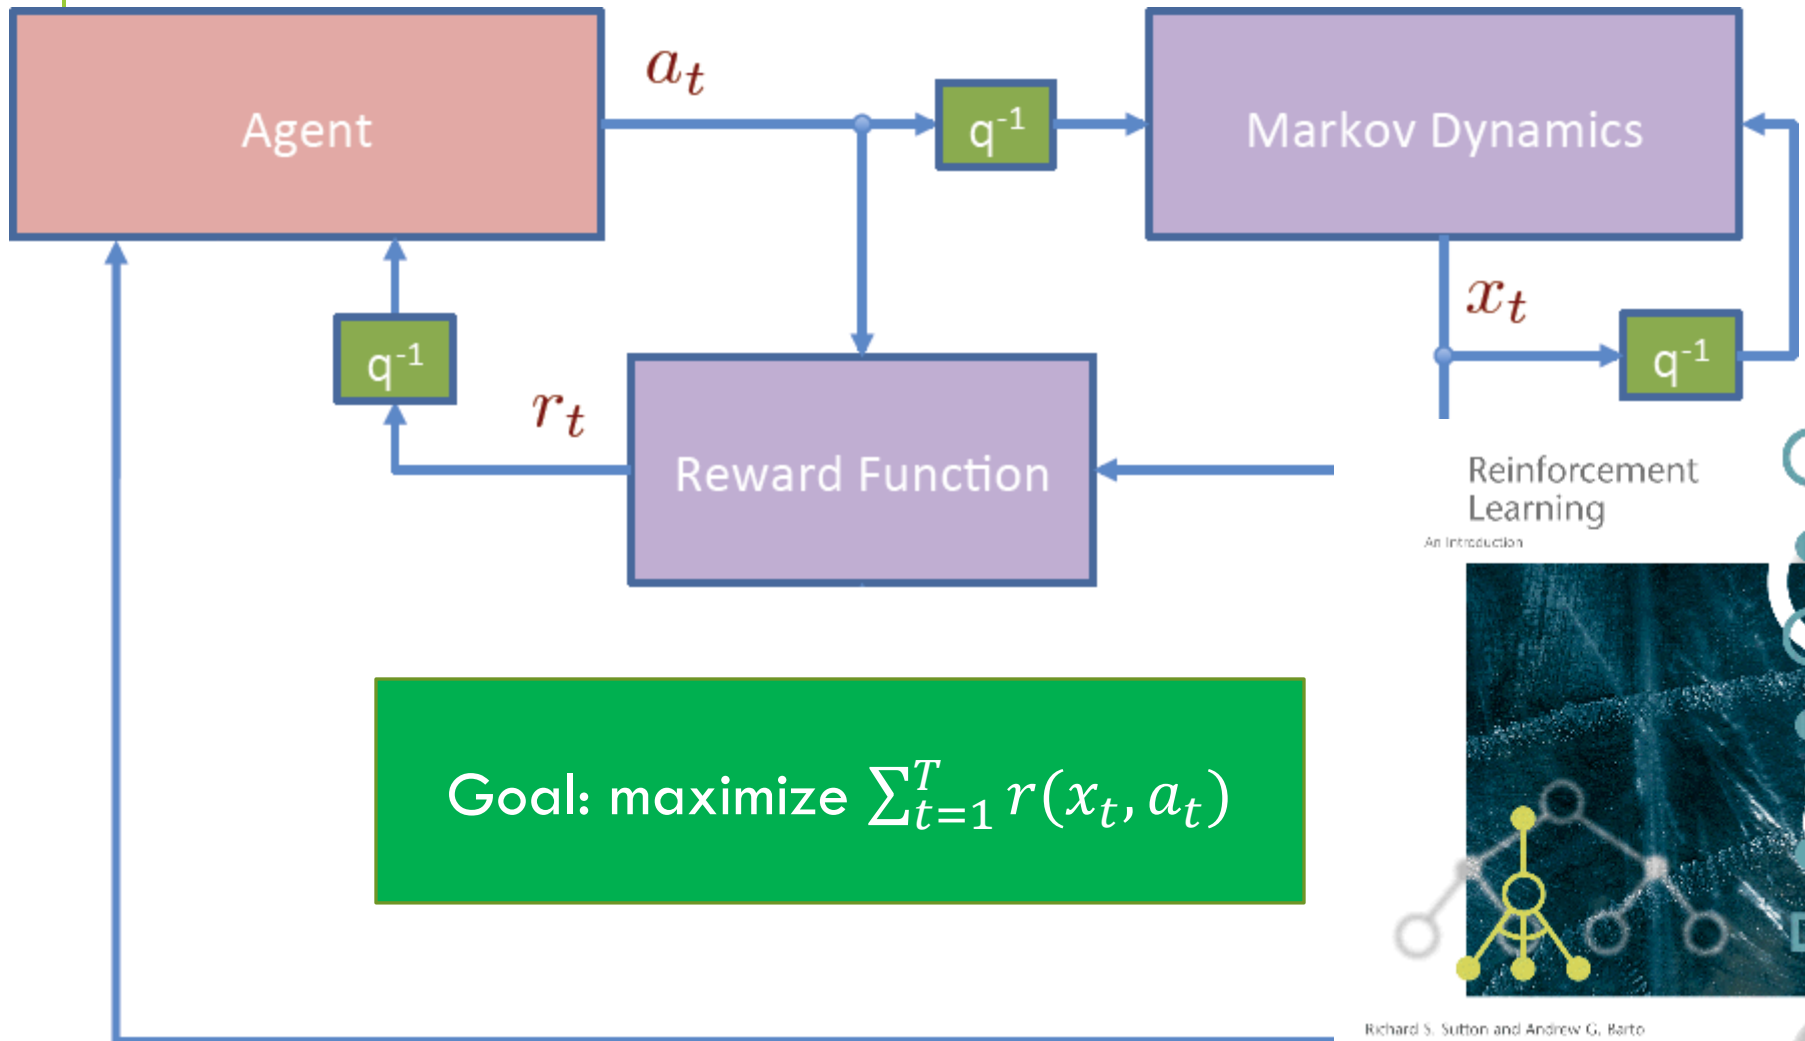 Agent
a_t
q^-1
Markov Dynamics
x_t
q^-1
q^-1
r_t
Reward Function
Reinforcement
Learning
An Introduction
Goal: maximize ∑_{t=1}^{T} r(x_t, a_t)
Richard S. Sutton and Andrew G. Barto